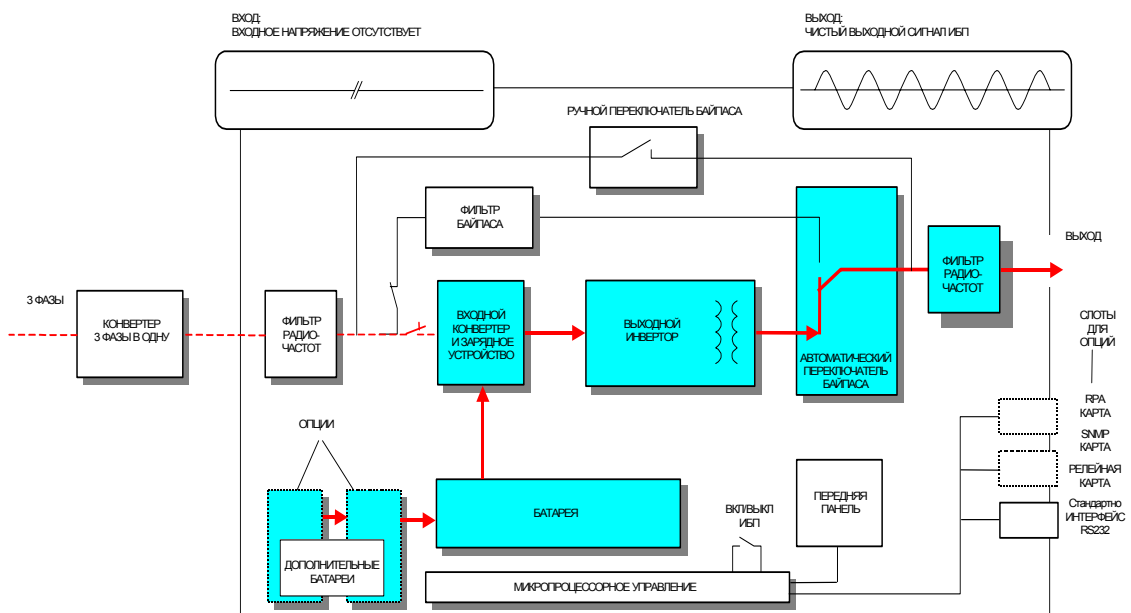 ВХОД:
ВХОДНОЕ НАПРЯЖЕНИЕ ОТСУТСТВУЕТ
ВЫХОД:
ЧИСТЫЙ ВЫХОДНОЙ СИГНАЛ ИБП
РУЧНОЙ ПЕРЕКЛЮЧАТЕЛЬ БАЙПАСА
ФИЛЬТР
БАЙПАСА
ВЫХОД
3 ФАЗЫ
КОНВЕРТЕР
3 ФАЗЫ В ОДНУ
ФИЛЬТР
РАДИО-
ЧАСТОТ
ВХОДНОЙ
КОНВЕРТЕР
И ЗАРЯДНОЕ
УСТРОЙСТВО
ВЫХОДНОЙ
ИНВЕРТОР
АВТОМАТИЧЕСКИЙ
ПЕРЕКЛЮЧАТЕЛЬ
БАЙПАСА
ФИЛЬТР
РАДИО-
ЧАСТОТ
СЛОТЫ
ДЛЯ
ОПЦИЙ
RPA
КАРТА
SNMP
КАРТА
РЕЛЕЙНАЯ
КАРТА
Стандартно
ИНТЕРФЕЙС
RS232
ОПЦИИ
ДОПОЛНИТЕЛЬНЫЕ
БАТАРЕИ
БАТАРЕЯ
ВКЛ/ВЫКЛ
ИБП
ПЕРЕДНЯЯ
ПАНЕЛЬ
МИКРОПРОЦЕССОРНОЕ УПРАВЛЕНИЕ